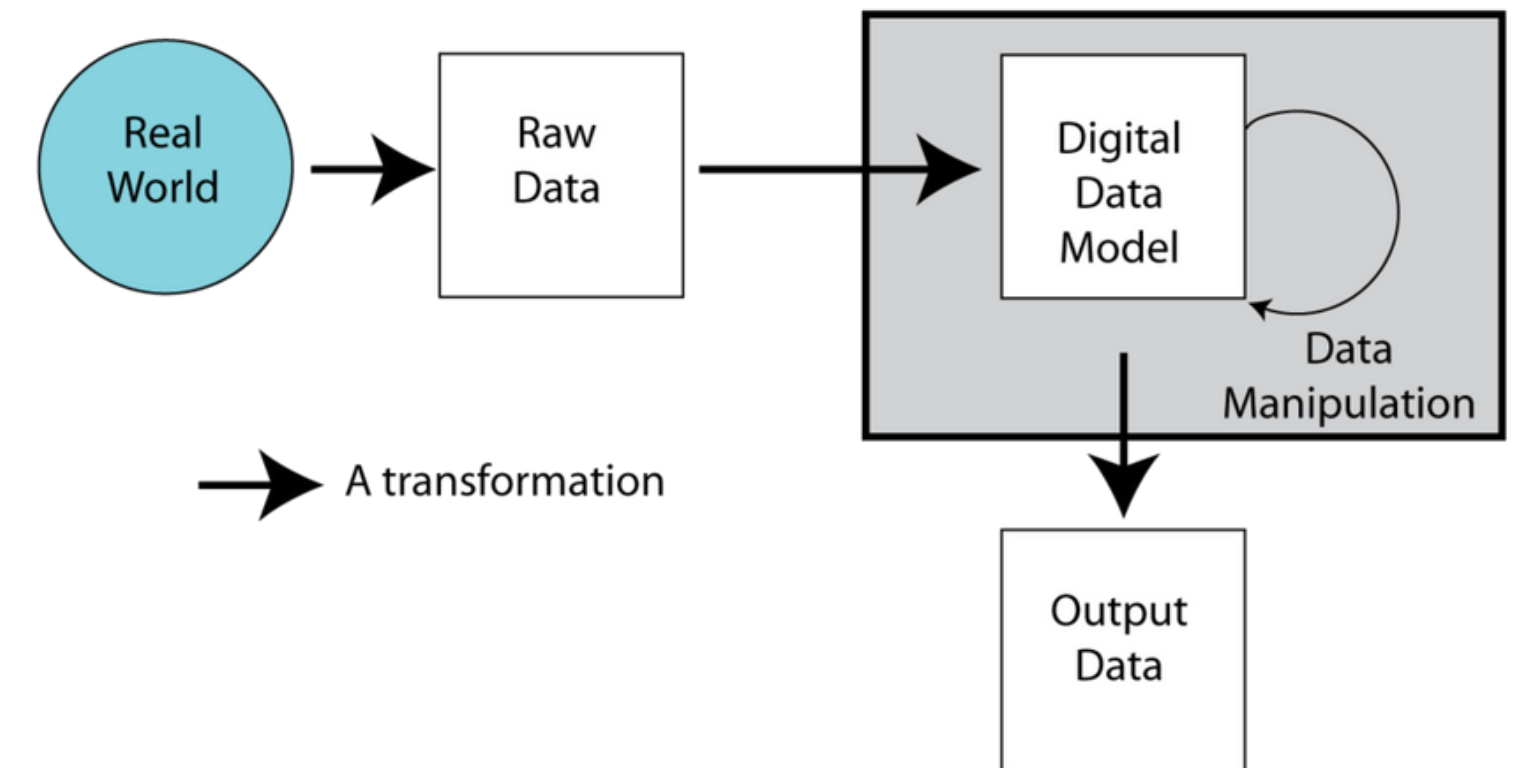 Real
World
Raw
Data
Digital
Data
Model
Data
Manipulation
A transformation
Output
Data